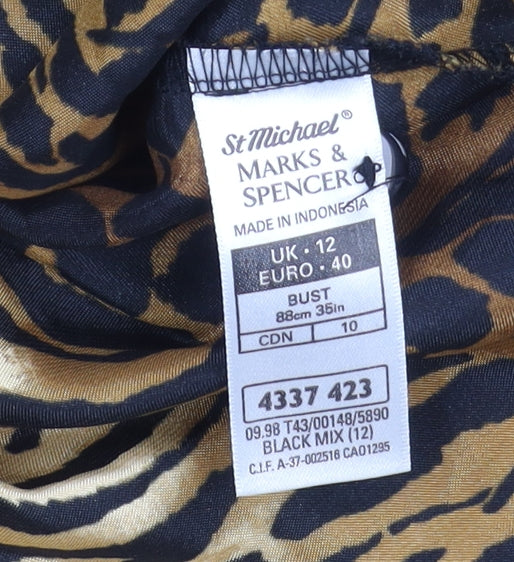 St Michael®
MARKS &
SPENCER
MADE IN INDONESIA
UK · 12
EURO · 40
BUST
88cm 35in
CDN 10
4337 423
09.98 T43/00148/5890
BLACK MIX (12)
C.I.F. A-37-002516 CA01295